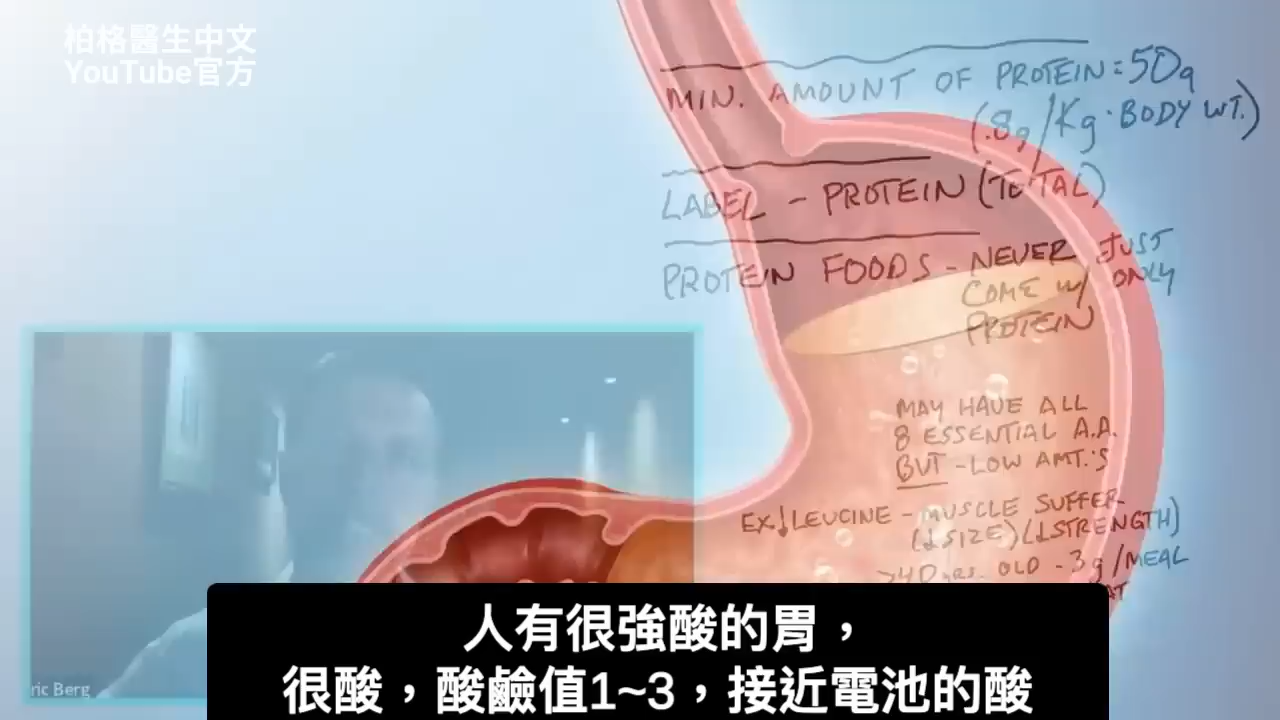 柏格醫生中文
YouTube官方
MIN. AMOUNT OF PROTEIN = 50g
(.8g/Kg · BODY WT.)
LABEL - PROTEIN (TOTAL)
PROTEIN FOODS - NEVER JUST
COME W/ ONLY
PROTEIN
MAY HAVE ALL
8 ESSENTIAL A.A.
BUT - LOW AMT.'S
EX↓LEUCINE - MUSCLE SUFFER
(↓SIZE)(↓STRENGTH)
>40 yrs. OLD - 3g/MEAL
ric Berg
人有很強酸的胃，
很酸，酸鹼值1~3，接近電池的酸